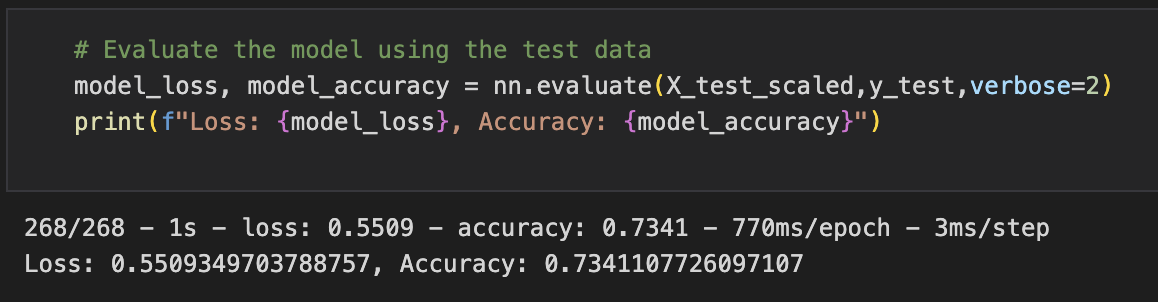 # Evaluate the model using the test data
model_loss, model_accuracy = nn.evaluate(X_test_scaled,y_test,verbose=2)
print(f"Loss: {model_loss}, Accuracy: {model_accuracy}")
268/268 – 1s – loss: 0.5509 – accuracy: 0.7341 – 770ms/epoch – 3ms/step
Loss: 0.5509349703788757, Accuracy: 0.7341107726097107